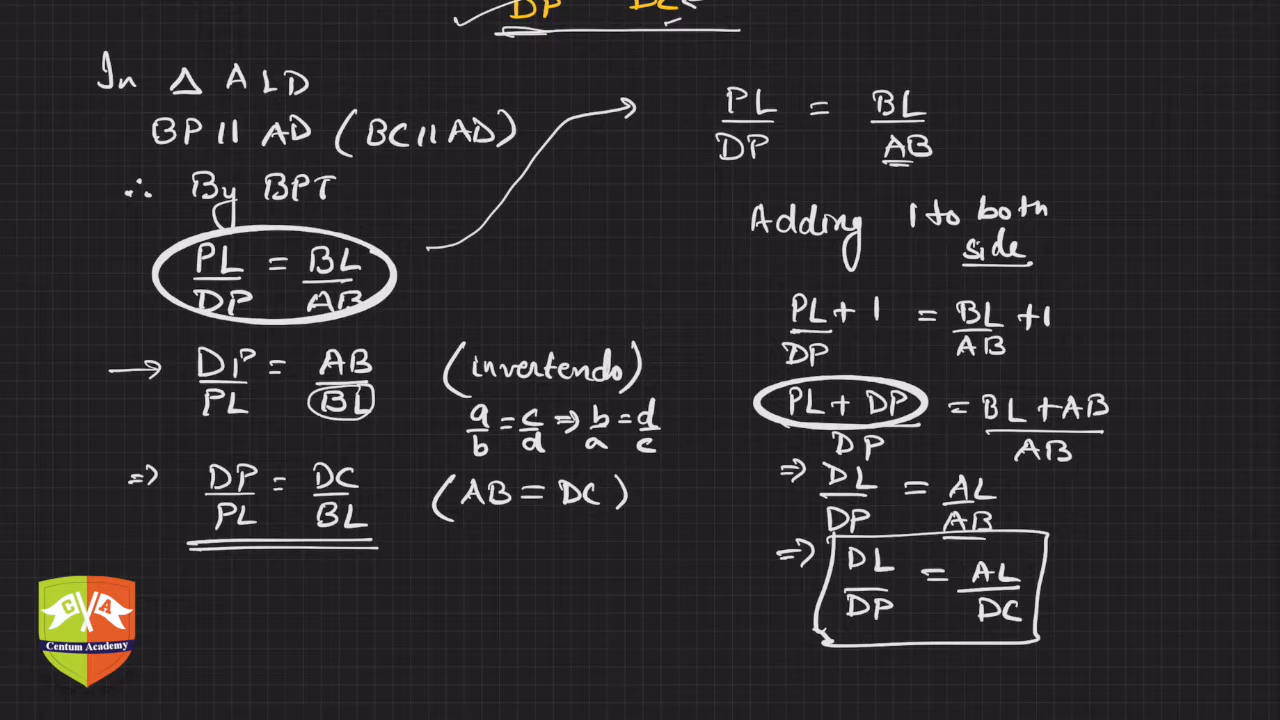 DP DC
In Δ ALD
BP || AD (BC || AD)
∴ By BPT
PL/DP = BL/AB
→ DP/PL = AB/BL (invertendo)
a/b = c/d ⇒ b/a = d/c
⇒ DP/PL = DC/BL (AB = DC)
PL/DP = BL/AB
Adding 1 to both
side
PL/DP + 1 = BL/AB + 1
PL + DP/DP = BL + AB/AB
⇒ DL/DP = AL/AB
⇒ DL/DP = AL/DC
C A
Centum Academy